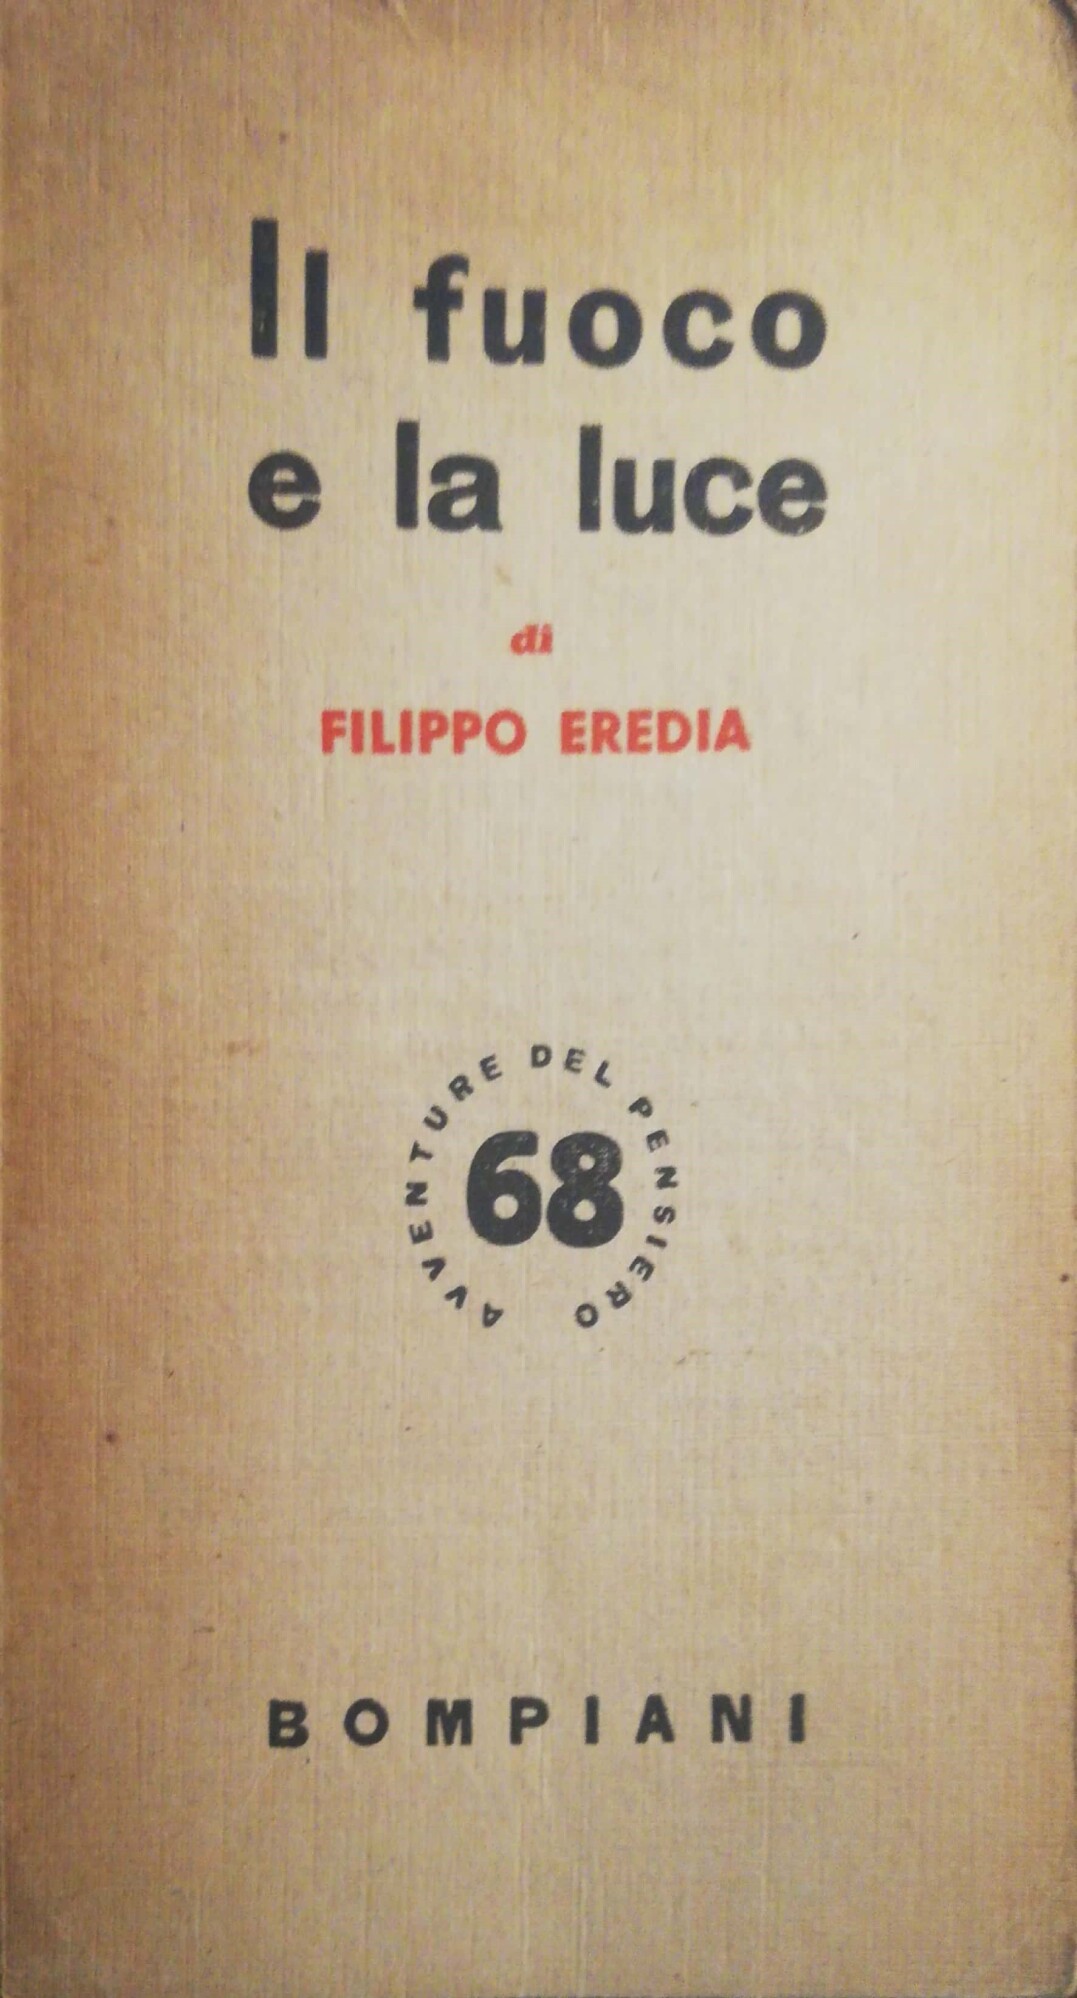 Il fuoco
e la luce
di
FILIPPO EREDIA
AVVENTURE DEL PENSIERO
68
BOMPIANI